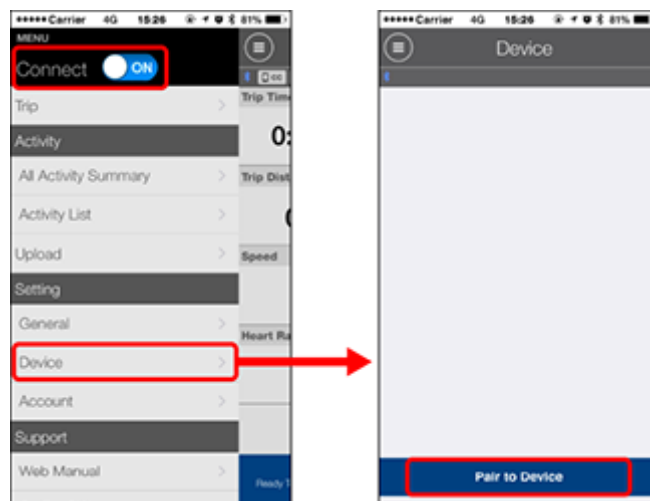 Carrier 4G 15:26 81%
MENU
Connect ON
Trip
Activity
All Activity Summary
Activity List
Upload
Setting
General
Device
Account
Support
Web Manual
Trip Time
0:
Trip Dist
Speed
Heart Ra
Ready T
Carrier 4G 15:26 81%
Device
Pair to Device